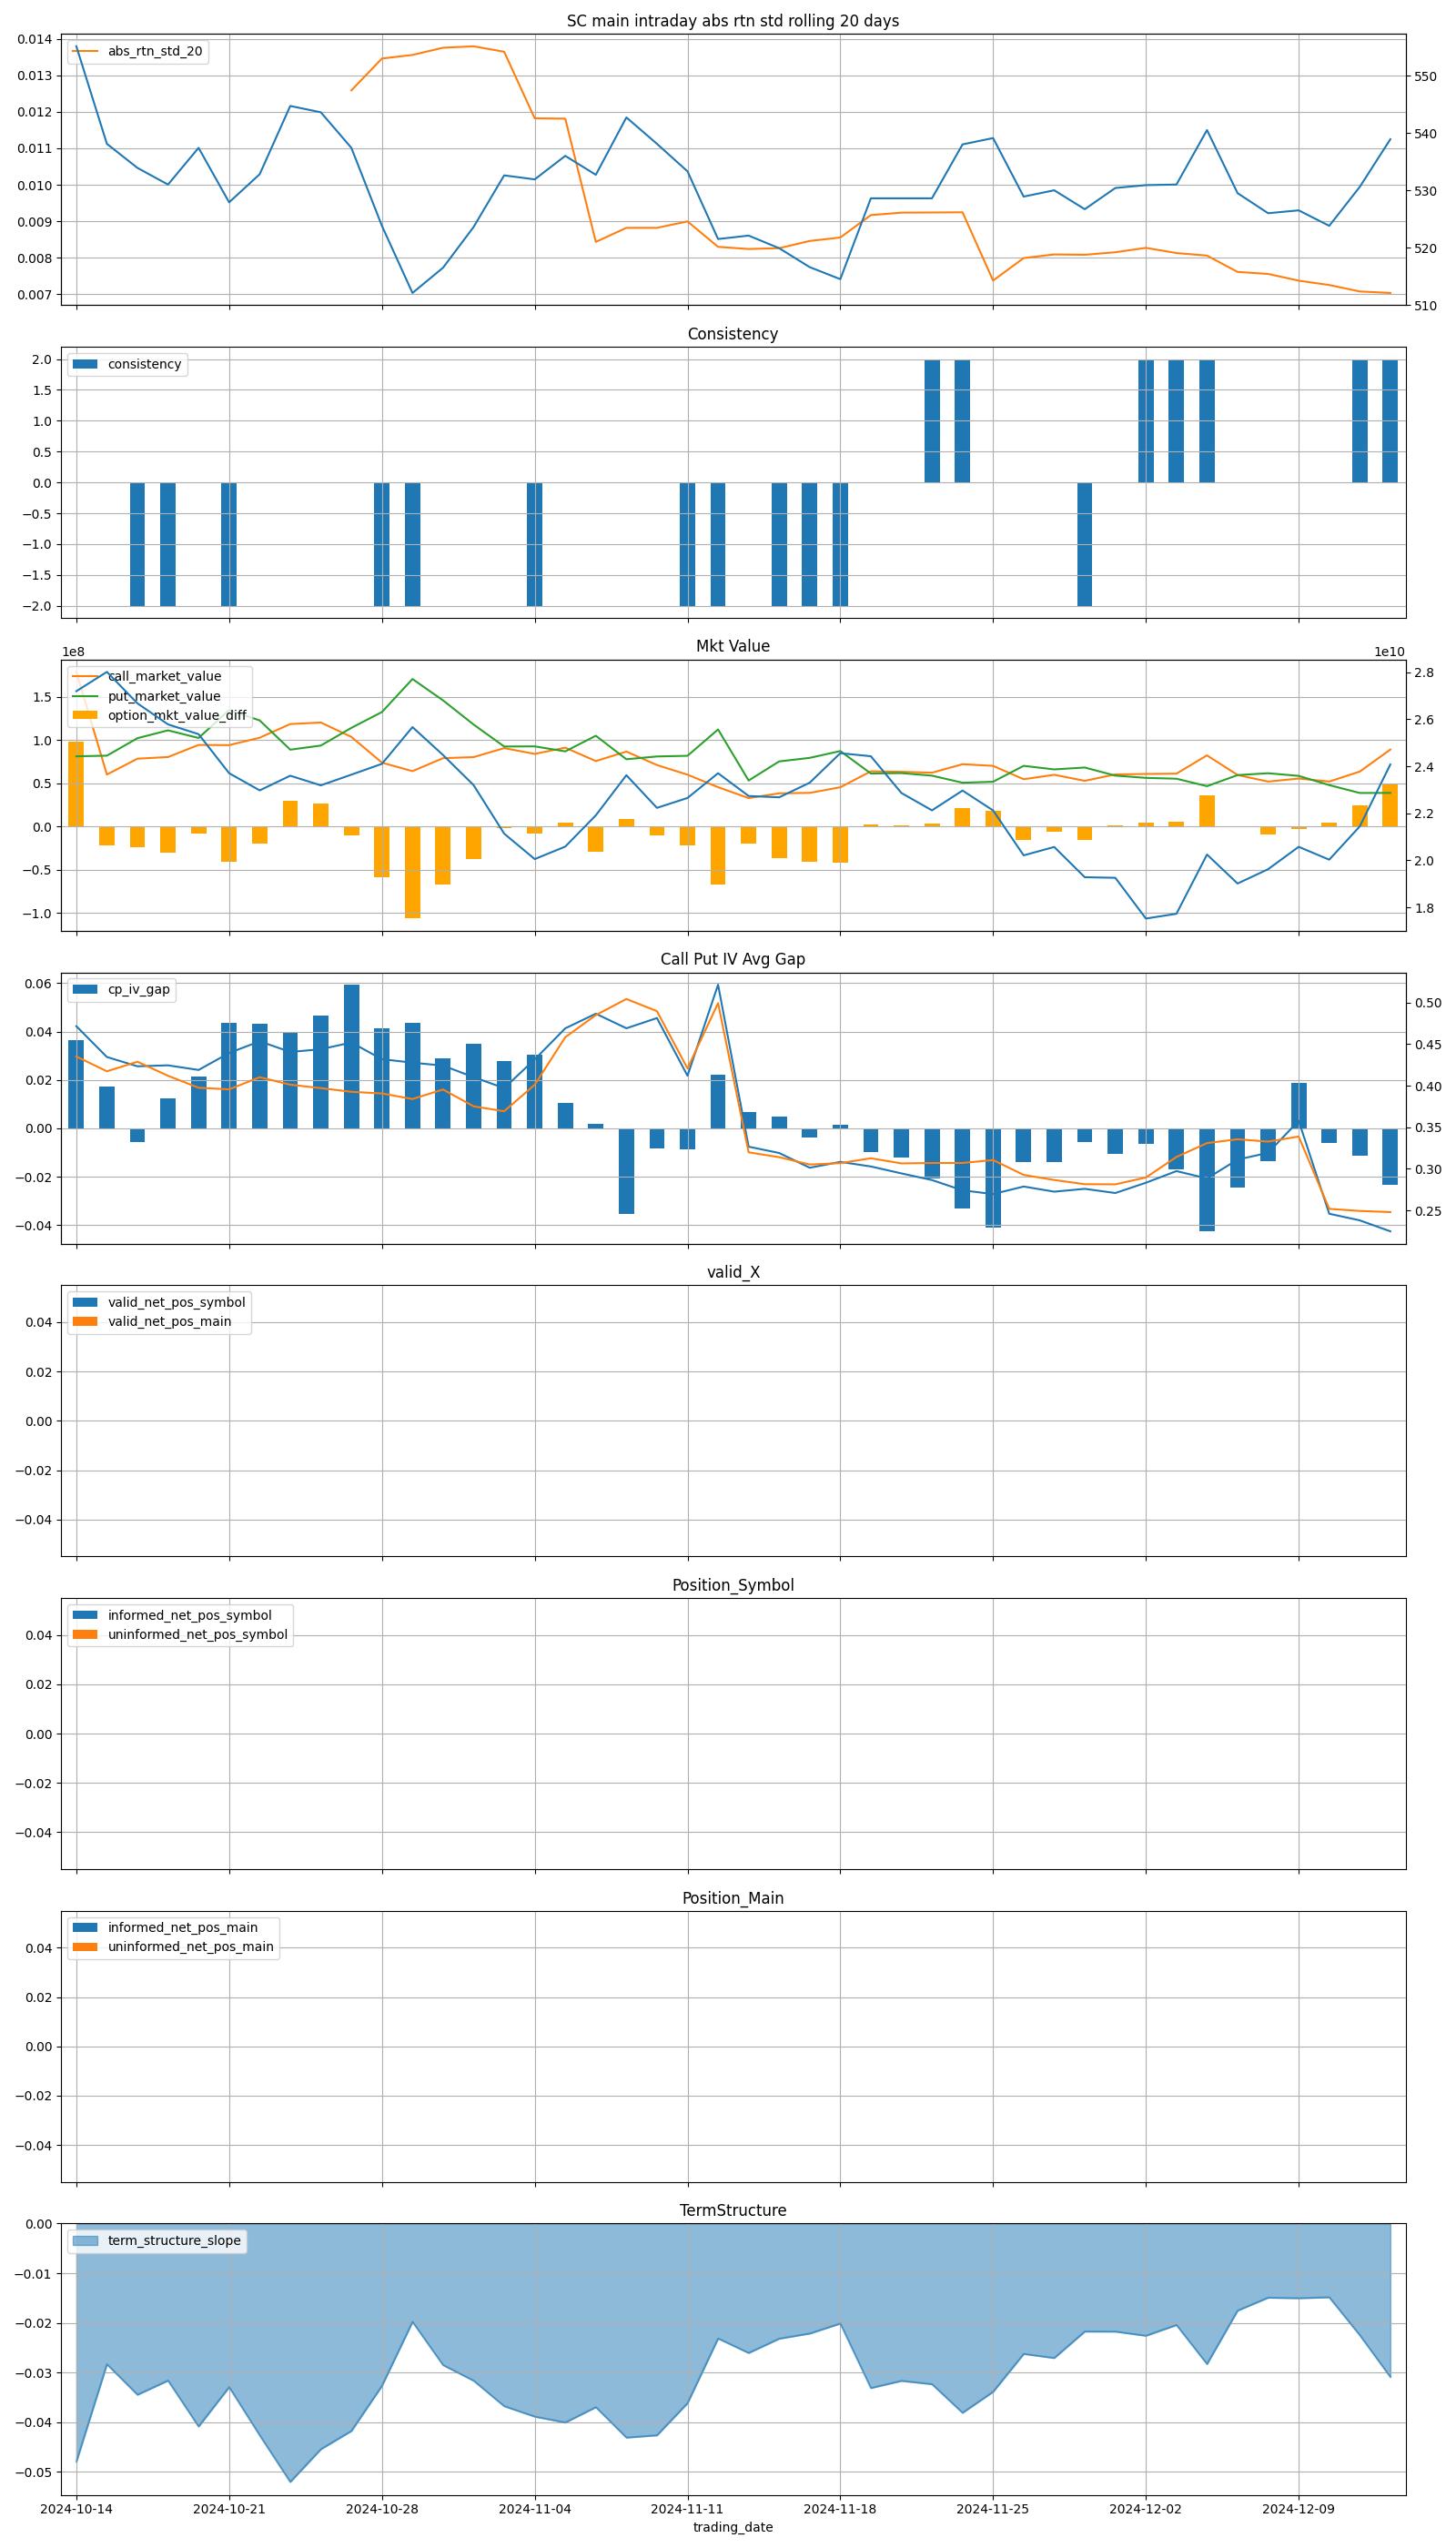 SC main intraday abs rtn std rolling 20 days
abs_rtn_std_20
0.014
0.013
0.012
0.011
0.010
0.009
0.008
0.007
550
540
530
520
510
Consistency
consistency
2.0
1.5
1.0
0.5
0.0
−0.5
−1.0
−1.5
−2.0
Mkt Value
1e8
1e10
call_market_value
put_market_value
option_mkt_value_diff
1.5
1.0
0.5
0.0
−0.5
−1.0
2.8
2.6
2.4
2.2
2.0
1.8
Call Put IV Avg Gap
cp_iv_gap
0.06
0.04
0.02
0.00
−0.02
−0.04
0.50
0.45
0.40
0.35
0.30
0.25
valid_X
valid_net_pos_symbol
valid_net_pos_main
0.04
0.02
0.00
−0.02
−0.04
Position_Symbol
informed_net_pos_symbol
uninformed_net_pos_symbol
0.04
0.02
0.00
−0.02
−0.04
Position_Main
informed_net_pos_main
uninformed_net_pos_main
0.04
0.02
0.00
−0.02
−0.04
TermStructure
term_structure_slope
0.00
−0.01
−0.02
−0.03
−0.04
−0.05
2024-10-14 2024-10-21 2024-10-28 2024-11-04 2024-11-11 2024-11-18 2024-11-25 2024-12-02 2024-12-09
trading_date